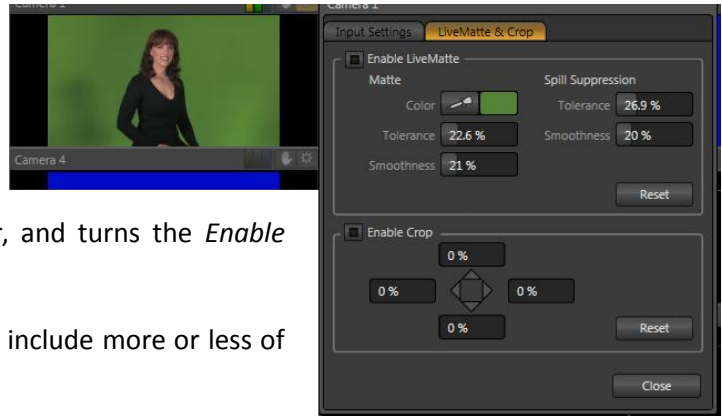 Camera 1
Camera 1
Input Settings
LiveMatte & Crop
Enable LiveMatte
Matte
Spill Suppression
Color
Tolerance 26.9 %
Tolerance 22.6 %
Smoothness 20 %
Smoothness 21 %
Reset
Camera 4
, and turns the Enable
include more or less of
Enable Crop
0 %
0 %
0 %
0 %
Reset
Close